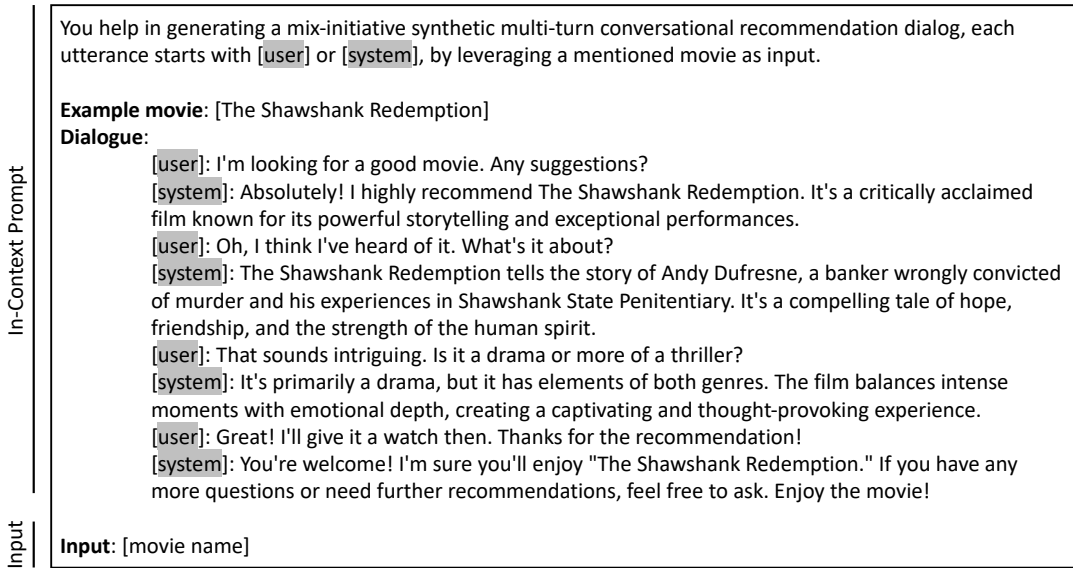 In-Context Prompt
You help in generating a mix-initiative synthetic multi-turn conversational recommendation dialog, each
utterance starts with [user] or [system], by leveraging a mentioned movie as input.
Example movie: [The Shawshank Redemption]
Dialogue:
[user]: I'm looking for a good movie. Any suggestions?
[system]: Absolutely! I highly recommend The Shawshank Redemption. It's a critically acclaimed
film known for its powerful storytelling and exceptional performances.
[user]: Oh, I think I've heard of it. What's it about?
[system]: The Shawshank Redemption tells the story of Andy Dufresne, a banker wrongly convicted
of murder and his experiences in Shawshank State Penitentiary. It's a compelling tale of hope,
friendship, and the strength of the human spirit.
[user]: That sounds intriguing. Is it a drama or more of a thriller?
[system]: It's primarily a drama, but it has elements of both genres. The film balances intense
moments with emotional depth, creating a captivating and thought-provoking experience.
[user]: Great! I'll give it a watch then. Thanks for the recommendation!
[system]: You're welcome! I'm sure you'll enjoy "The Shawshank Redemption." If you have any
more questions or need further recommendations, feel free to ask. Enjoy the movie!
Input
Input: [movie name]